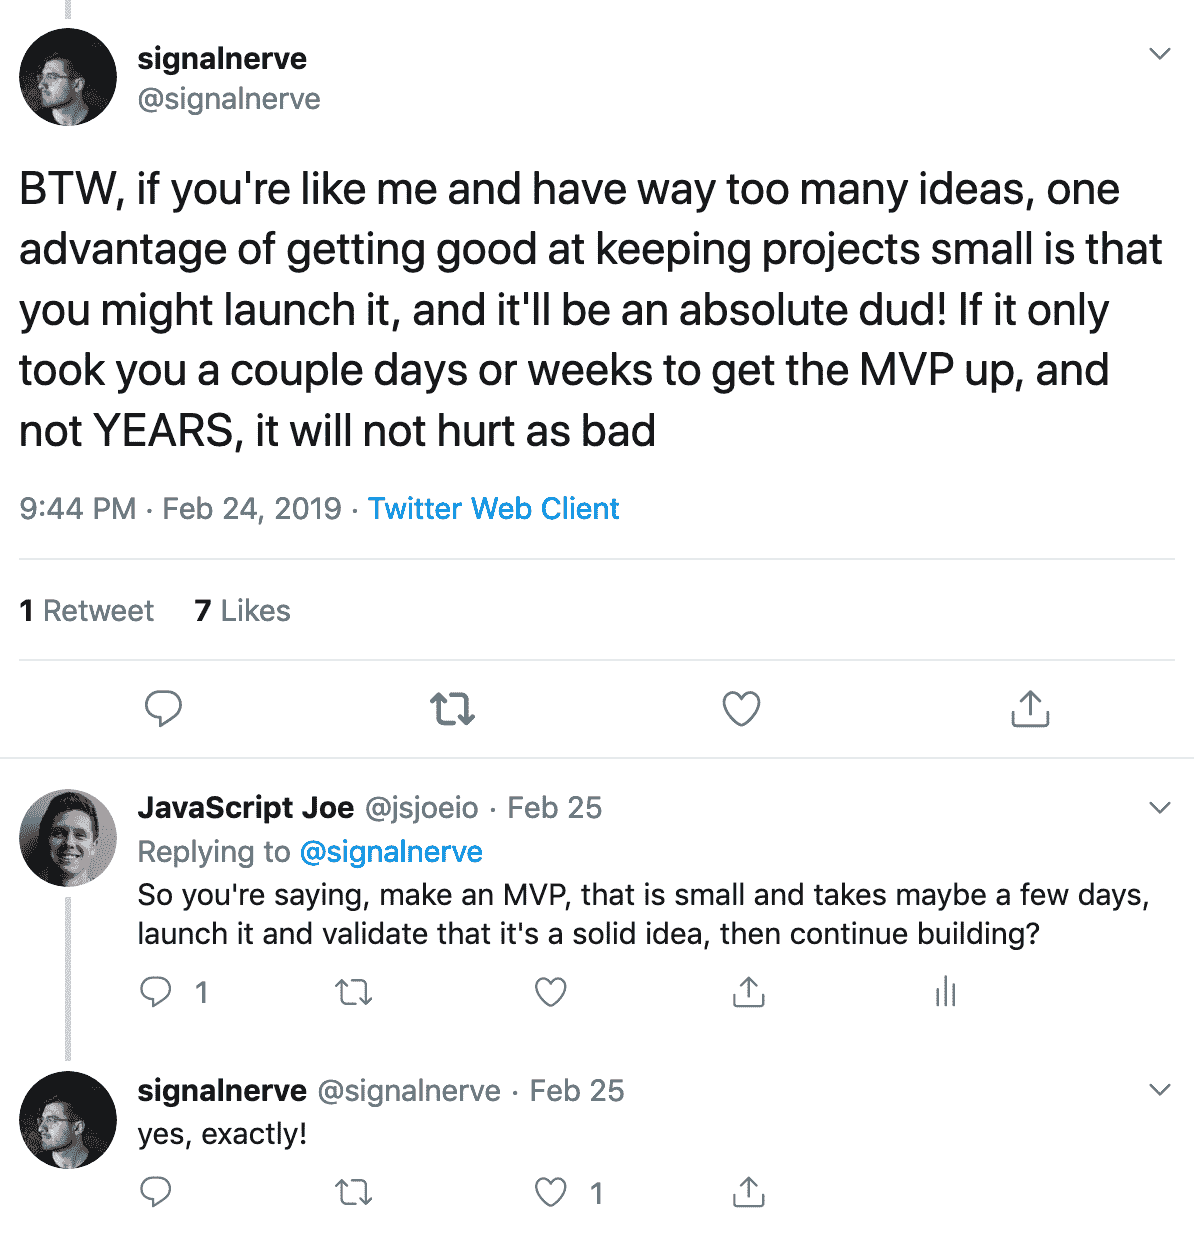 signalnerve
@signalnerve
BTW, if you're like me and have way too many ideas, one
advantage of getting good at keeping projects small is that
you might launch it, and it'll be an absolute dud! If it only
took you a couple days or weeks to get the MVP up, and
not YEARS, it will not hurt as bad
9:44 PM · Feb 24, 2019 · Twitter Web Client
1 Retweet 7 Likes
JavaScript Joe @jsjoeio · Feb 25
Replying to @signalnerve
So you're saying, make an MVP, that is small and takes maybe a few days,
launch it and validate that it's a solid idea, then continue building?
1
signalnerve @signalnerve · Feb 25
yes, exactly!
1